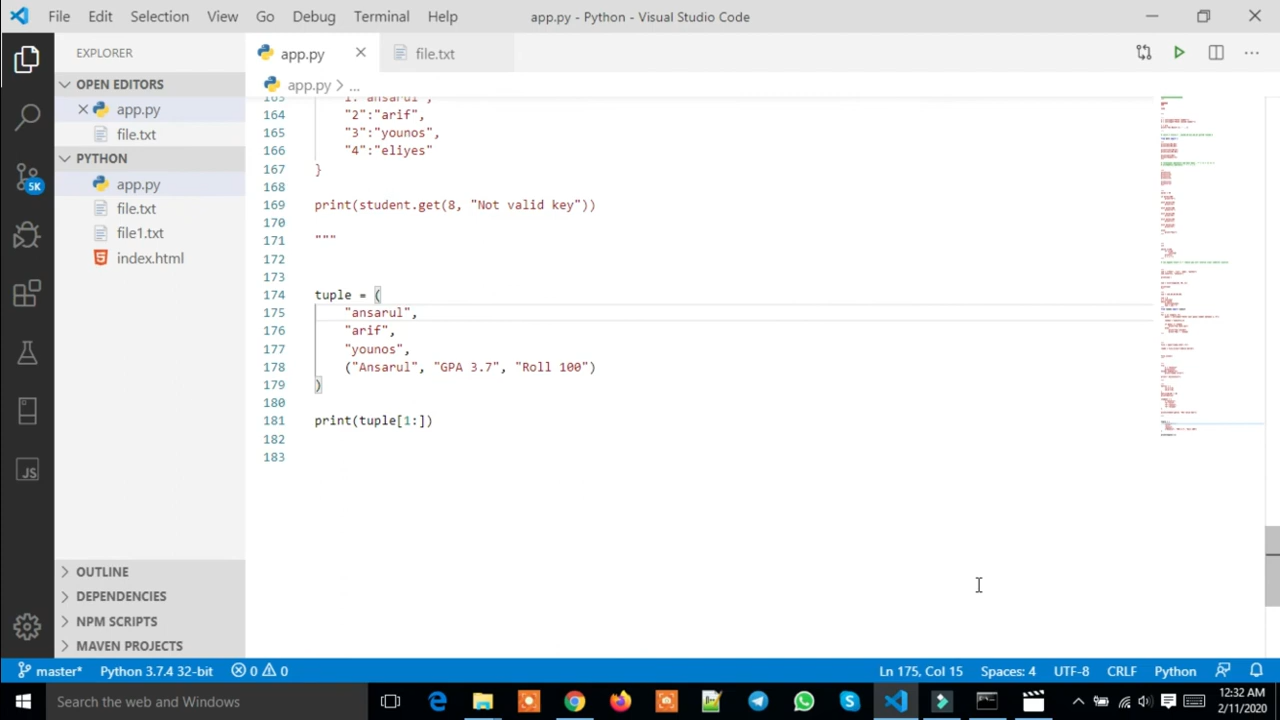 File Edit Selection View Go Debug Terminal Help app.py - Python - Visual Studio Code
EXPLORER
OPEN EDITORS
app.py
file.txt
PYTHON
app.py
file.txt
file1.txt
index.html
5K
JS
OUTLINE
DEPENDENCIES
NPM SCRIPTS
MAVEN PROJECTS
app.py file.txt
app.py > ...
163 1:"ansarul",
164 "2":"arif",
165 "3":"younos",
166 "4":"eliyes"
167 }
168
169 print(student.get(8, "Not valid key"))
170
171 """
172
173
174 tuple = (
175 "ansarul",
176 "arif",
177 "younos",
178 ("Ansarul", "GPA 3.7", "Roll 100")
179 )
180
181 print(tuple[1:])
182
183
master* Python 3.7.4 32-bit 0 0 Ln 175, Col 15 Spaces: 4 UTF-8 CRLF Python
Search the web and Windows
12:32 AM
2/11/2020